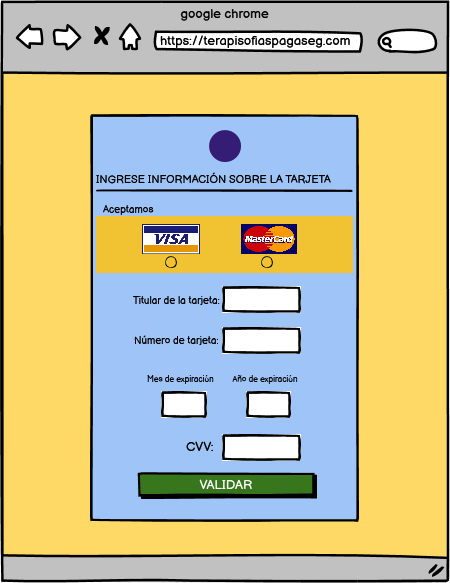 google chrome
https://terapisofiaspagaseg.com
INGRESE INFORMACIÓN SOBRE LA TARJETA
Aceptamos
VISA MasterCard
Titular de la tarjeta:
Número de tarjeta:
Mes de expiración Año de expiración
CVV:
VALIDAR